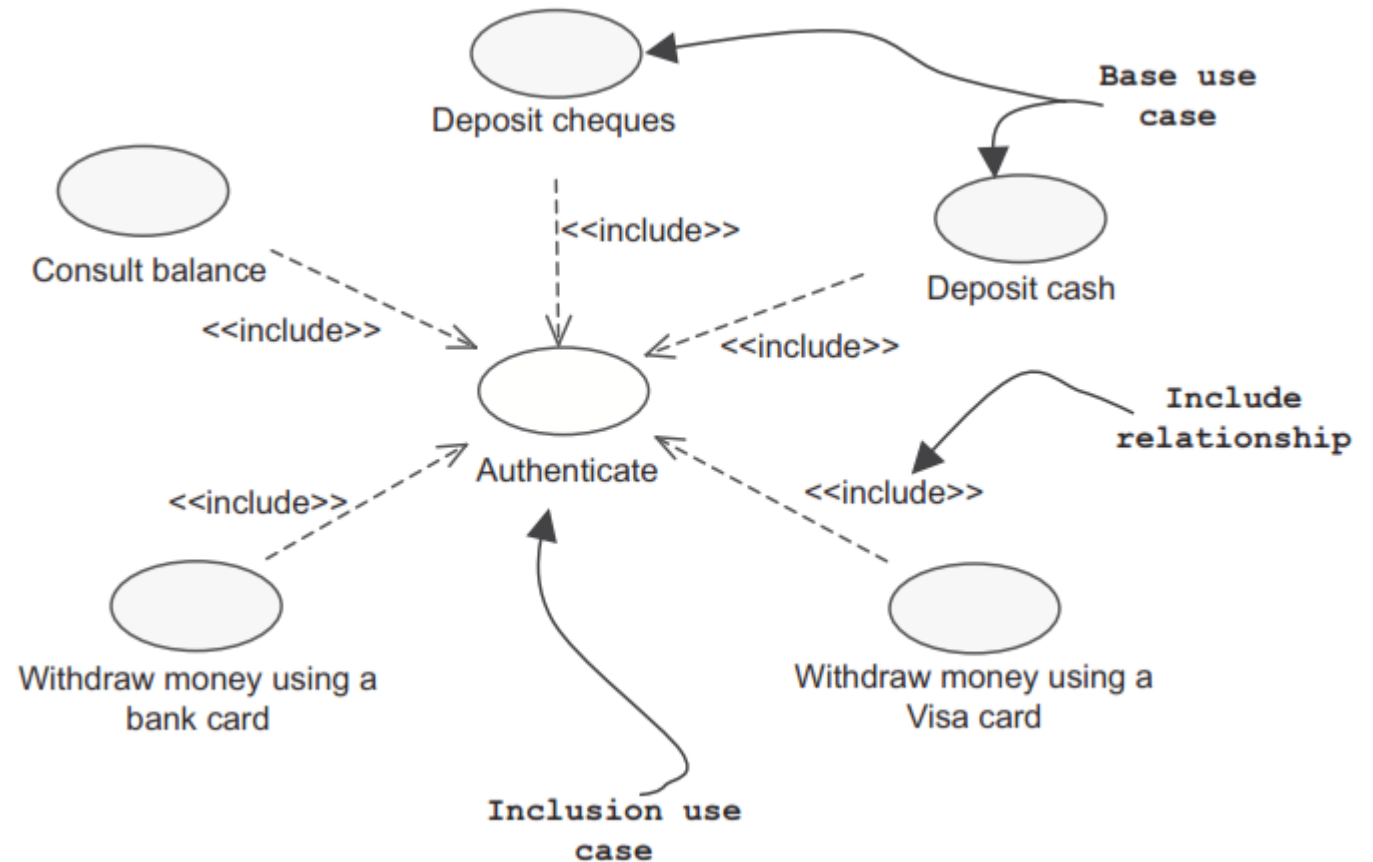 Base use
case
Deposit cheques
<<include>>
Consult balance
Deposit cash
<<include>>
<<include>>
Include
relationship
Authenticate
<<include>>
<<include>>
Withdraw money using a
bank card
Withdraw money using a
Visa card
Inclusion use
case